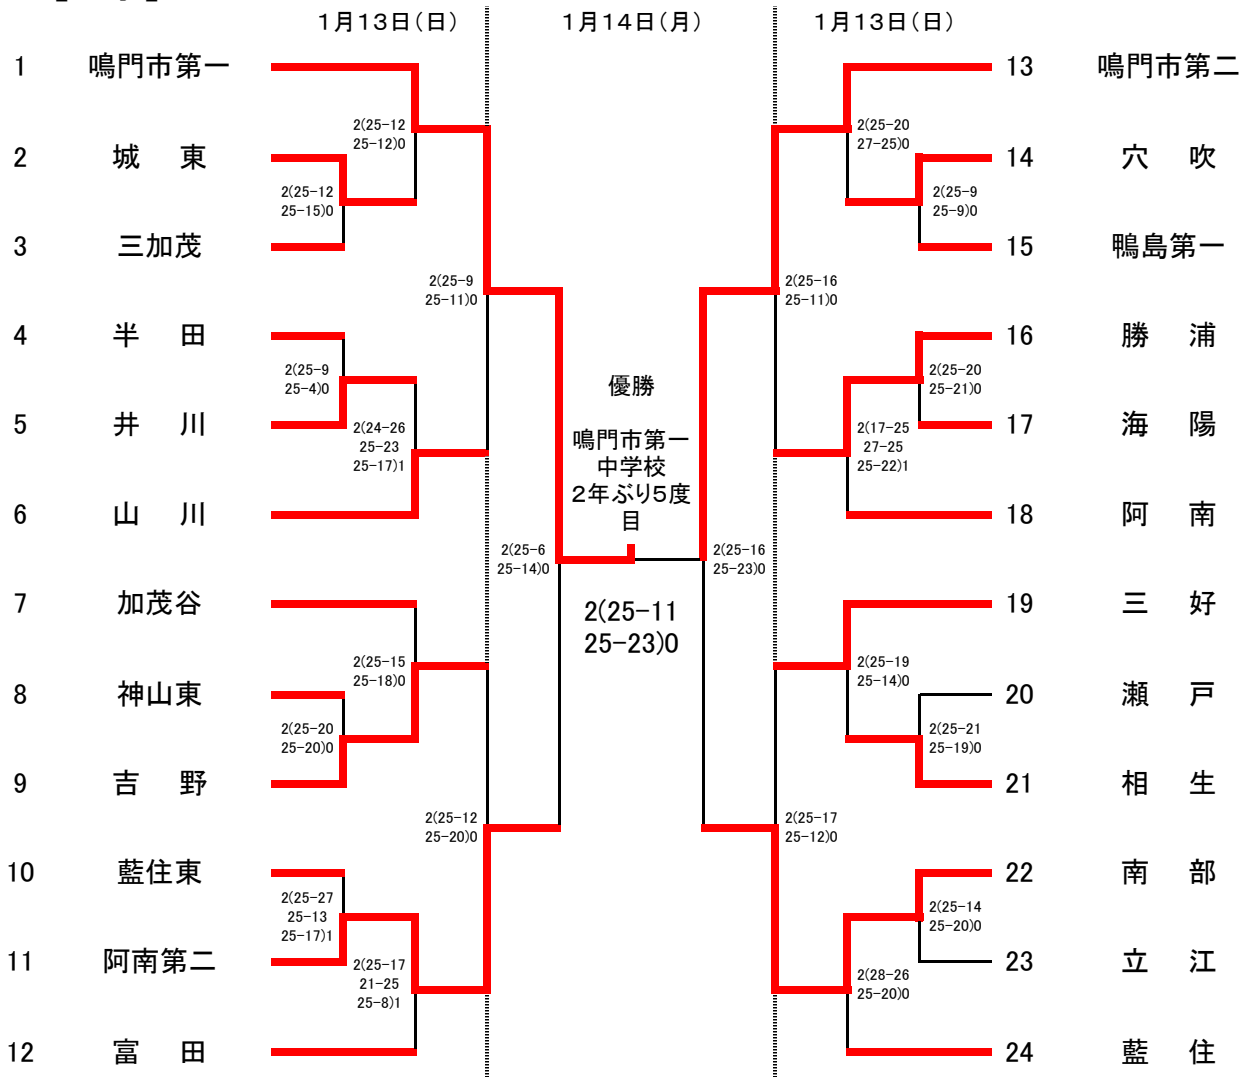 1月13日(日)
1月14日(月)
1月13日(日)
1 鳴門市第一
2 城 東
3 三加茂
4 半 田
5 井 川
6 山 川
7 加茂谷
8 神山東
9 吉 野
10 藍住東
11 阿南第二
12 富 田
2(25-12
25-12)0
2(25-12
25-15)0
2(25-9
25-11)0
2(25-9
25-4)0
2(24-26
25-23
25-17)1
2(25-6
25-14)0
2(25-15
25-18)0
2(25-20
25-20)0
2(25-12
25-20)0
2(25-27
25-13
25-17)1
2(25-17
21-25
25-8)1
優勝
鳴門市第一
中学校
2年ぶり5度
目
2(25-11
25-23)0
2(25-20
27-25)0
2(25-9
25-9)0
2(25-16
25-11)0
2(25-20
25-21)0
2(17-25
27-25
25-22)1
2(25-16
25-23)0
2(25-19
25-14)0
2(25-21
25-19)0
2(25-17
25-12)0
2(25-14
25-20)0
2(28-26
25-20)0
13 鳴門市第二
14 穴 吹
15 鴨島第一
16 勝 浦
17 海 陽
18 阿 南
19 三 好
20 瀬 戸
21 相 生
22 南 部
23 立 江
24 藍 住